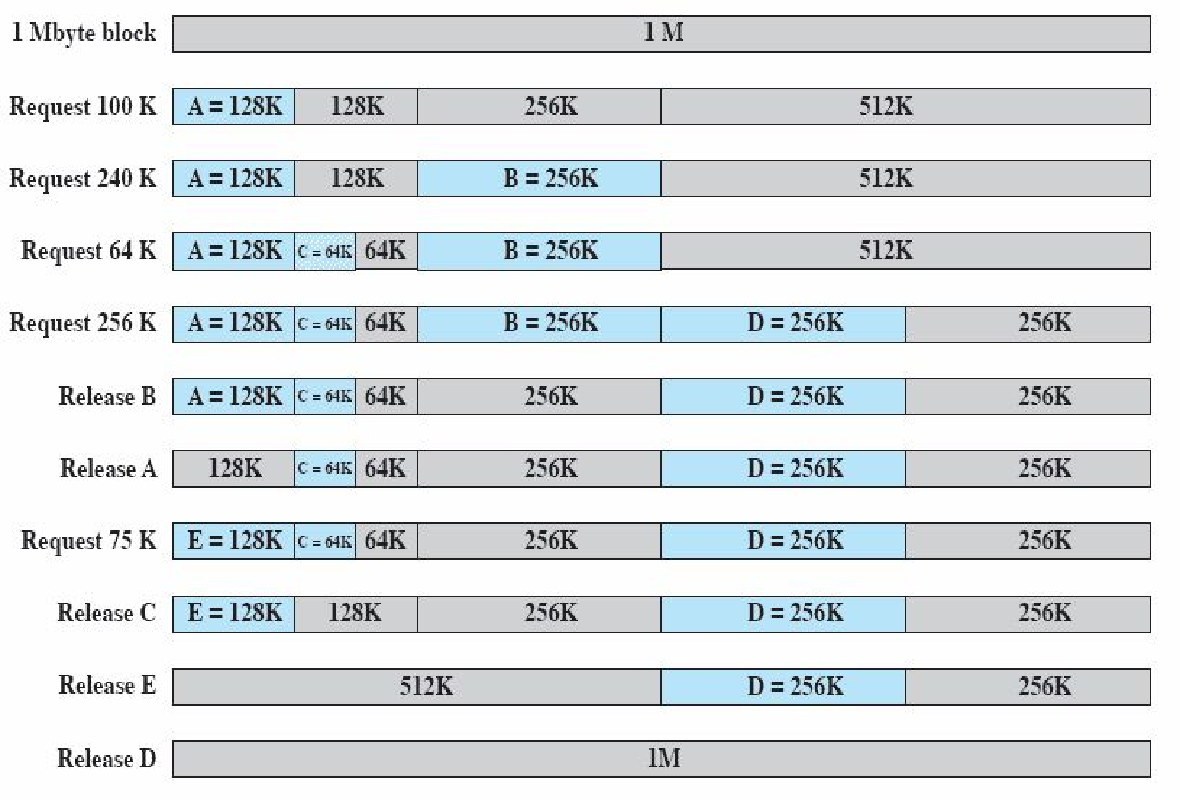 1 Mbyte block 1 M
Request 100 K A = 128K 128K 256K 512K
Request 240 K A = 128K 128K B = 256K 512K
Request 64 K A = 128K C = 64K 64K B = 256K 512K
Request 256 K A = 128K C = 64K 64K B = 256K D = 256K 256K
Release B A = 128K C = 64K 64K 256K D = 256K 256K
Release A 128K C = 64K 64K 256K D = 256K 256K
Request 75 K E = 128K C = 64K 64K 256K D = 256K 256K
Release C E = 128K 128K 256K D = 256K 256K
Release E 512K D = 256K 256K
Release D 1M